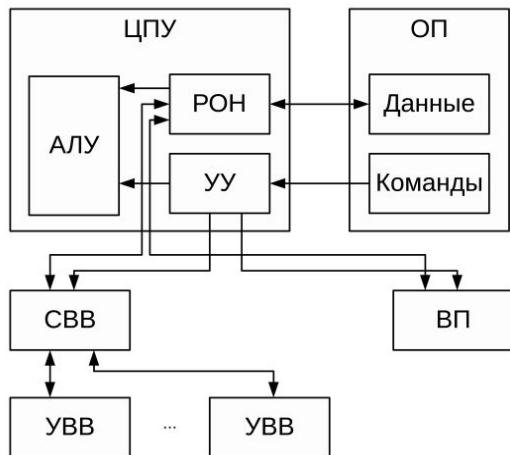 ЦПУ
ОП
АЛУ
РОН
Данные
УУ
Команды
СВВ
ВП
УВВ
...
УВВ